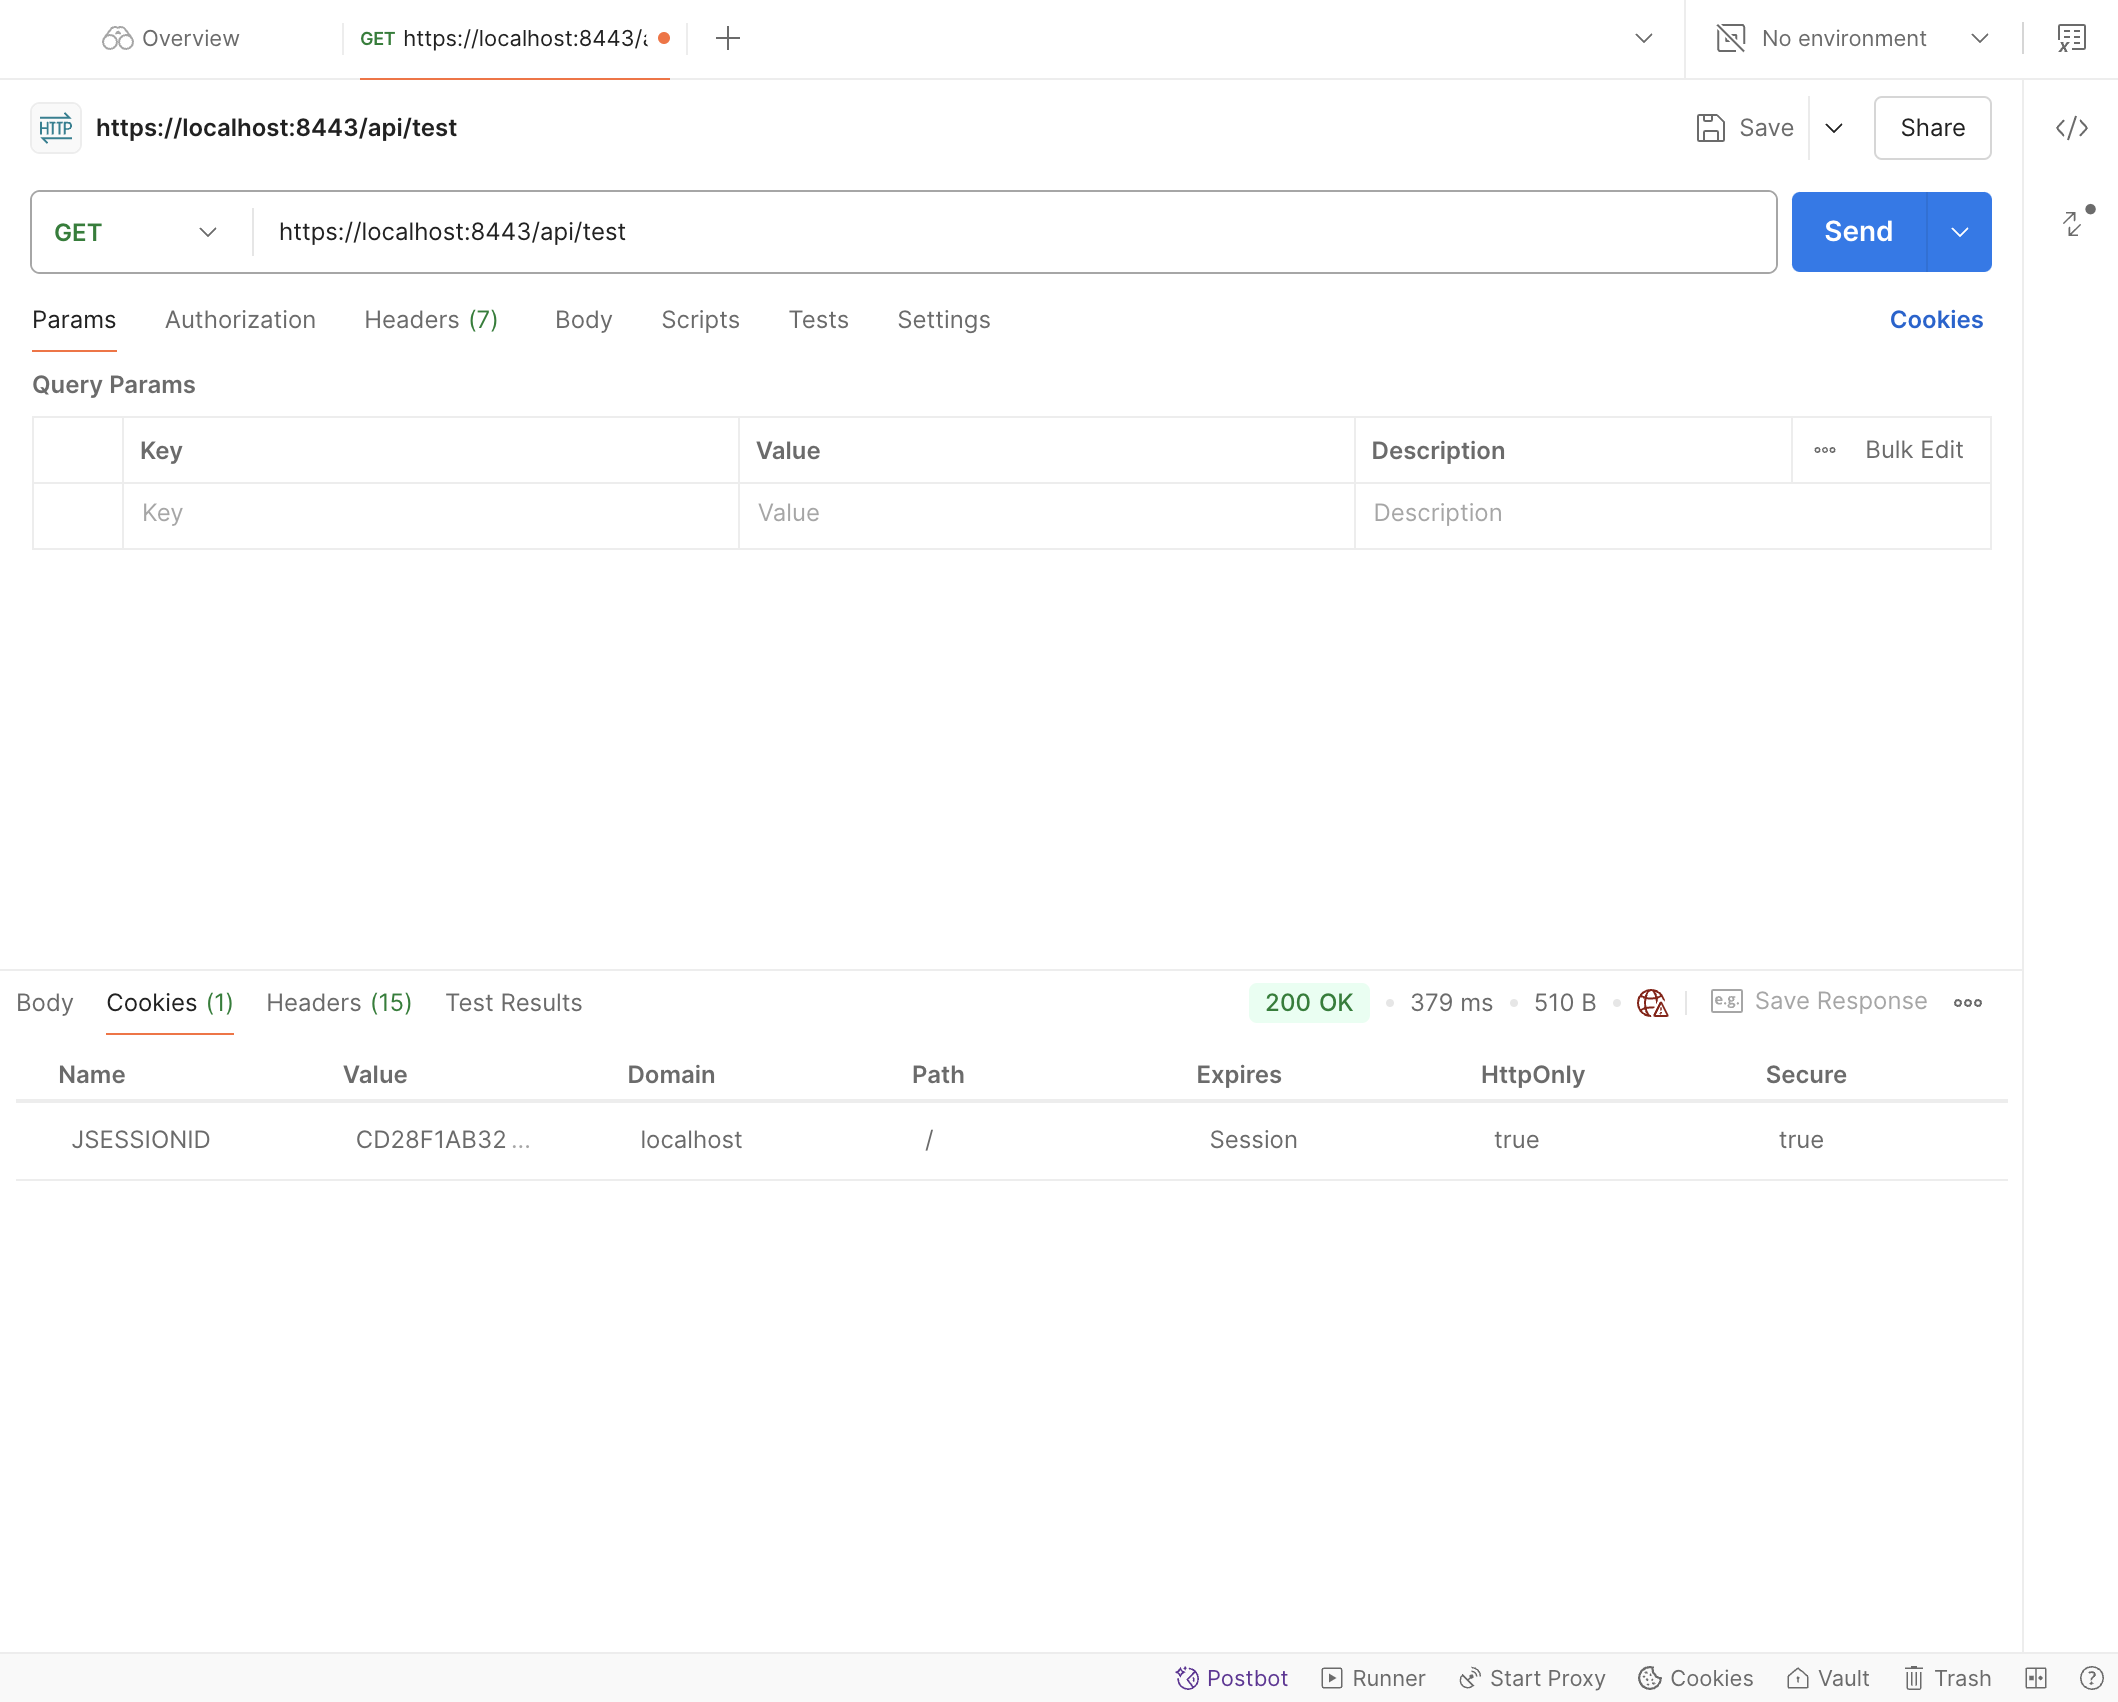 Overview
GET https://localhost:8443/
No environment
HTTP https://localhost:8443/api/test
Save
Share
GET https://localhost:8443/api/test
Send
Params Authorization Headers (7) Body Scripts Tests Settings Cookies
Query Params
Key Value Description Bulk Edit
Key Value Description
Body Cookies (1) Headers (15) Test Results 200 OK 379 ms 510 B e.g. Save Response
Name Value Domain Path Expires HttpOnly Secure
JSESSIONID CD28F1AB32... localhost / Session true true
Postbot Runner Start Proxy Cookies Vault Trash